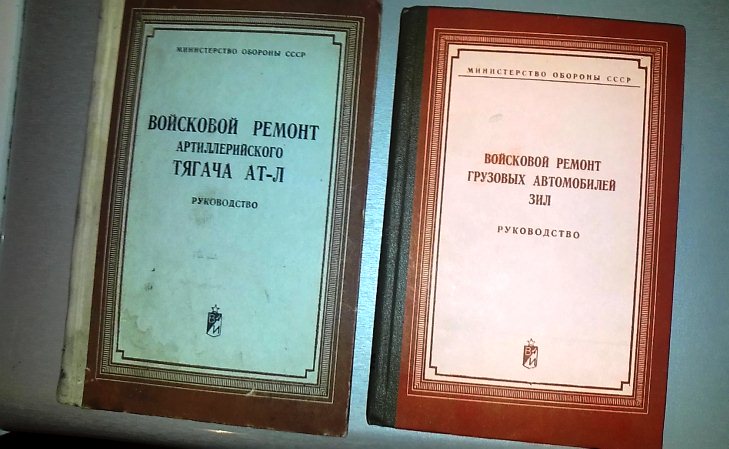 МИНИСТЕРСТВО ОБОРОНЫ СССР
ВОЙСКОВОЙ РЕМОНТ
АРТИЛЛЕРИЙСКОГО
ТЯГАЧА АТ-Л
РУКОВОДСТВО
МИНИСТЕРСТВО ОБОРОНЫ СССР
ВОЙСКОВОЙ РЕМОНТ
ГРУЗОВЫХ АВТОМОБИЛЕЙ
ЗИЛ
РУКОВОДСТВО